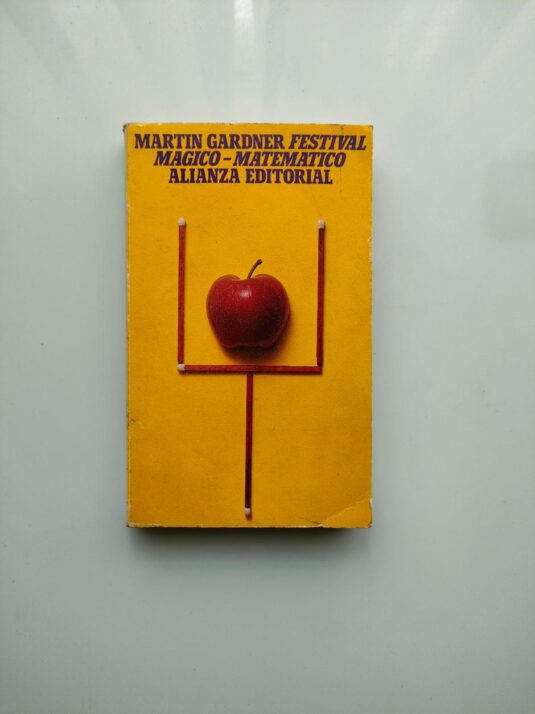 MARTIN GARDNER FESTIVAL
MAGICO – MATEMATICO
ALIANZA EDITORIAL